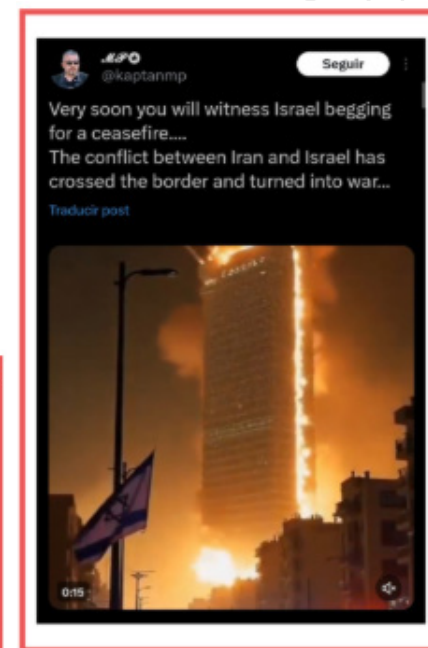 @kaptanmp
Seguir
Very soon you will witness Israel begging
for a ceasefire....
The conflict between Iran and Israel has
crossed the border and turned into war...
Traducir post
0:15